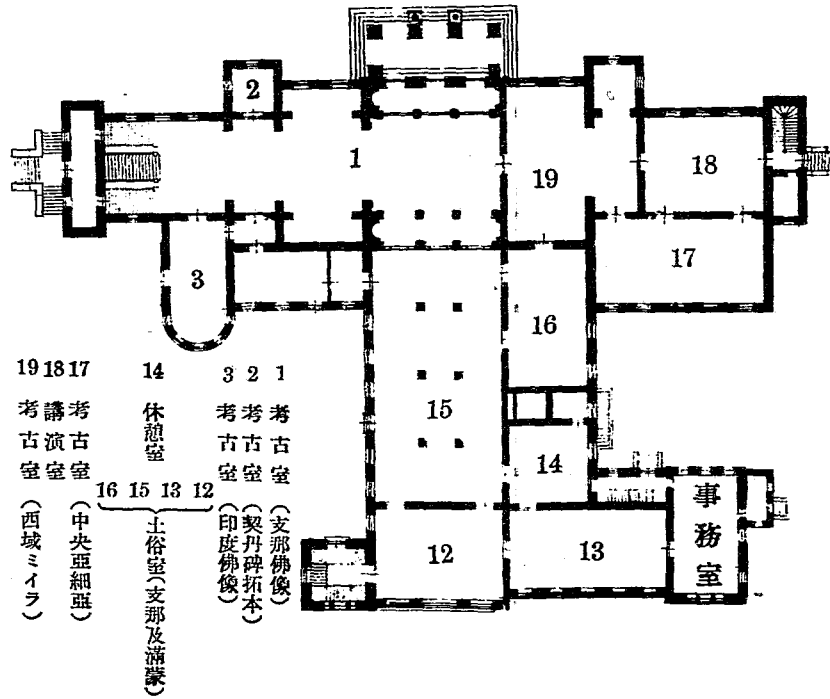 2
1
19
18
3
17
16
15
14
12
13
事務室
1 考古室(支那佛像)
2 考古室(契丹碑拓本)
3 考古室(印度佛像)
12 13 15 16 土俗室(支那及滿蒙)
14 休憩室
17 考古室(中央亞細亞)
18 講演室
19 考古室(西域ミイラ)